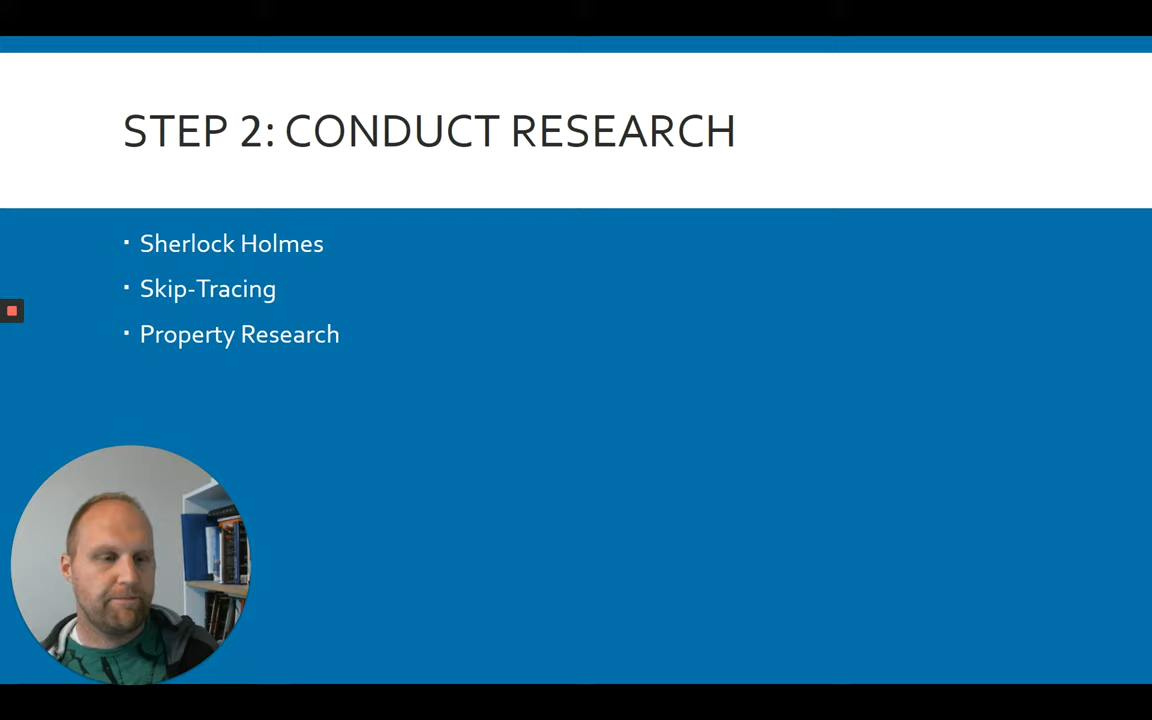 STEP 2: CONDUCT RESEARCH
Sherlock Holmes
Skip-Tracing
Property Research